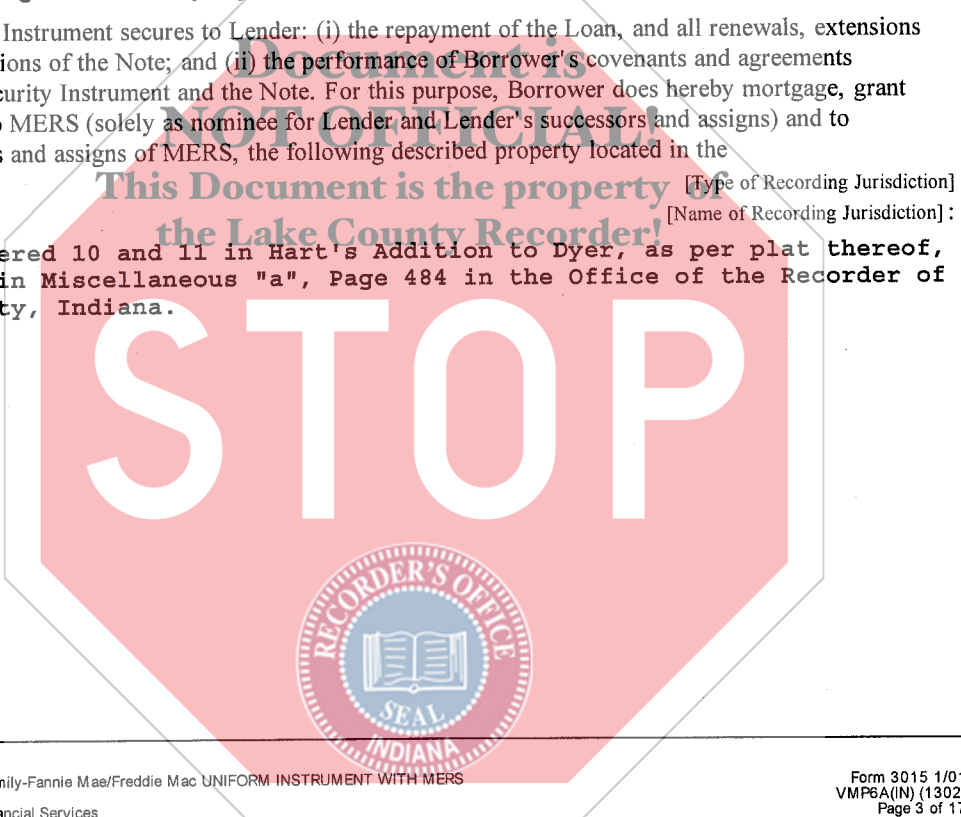 Instrument secures to Lender: (i) the repayment of the Loan, and all renewals, extensions
ions of the Note; and (ii) the performance of Borrower's covenants and agreements
curity Instrument and the Note. For this purpose, Borrower does hereby mortgage, grant
MERS (solely as nominee for Lender and Lender's successors and assigns) and to
s and assigns of MERS, the following described property located in the
[Type of Recording Jurisdiction]
[Name of Recording Jurisdiction] :
ered 10 and 11 in Hart's Addition to Dyer, as per plat thereof,
in Miscellaneous "a", Page 484 in the Office of the Recorder of
ty, Indiana.
Document is
NOT OFFICIAL!
This Document is the property of
the Lake County Recorder!
STOP
RECORDER'S OFFICE
SEAL
INDIANA
mily-Fannie Mae/Freddie Mac UNIFORM INSTRUMENT WITH MERS
ancial Services
Form 3015 1/01
VMP6A(IN) (1302
Page 3 of 17